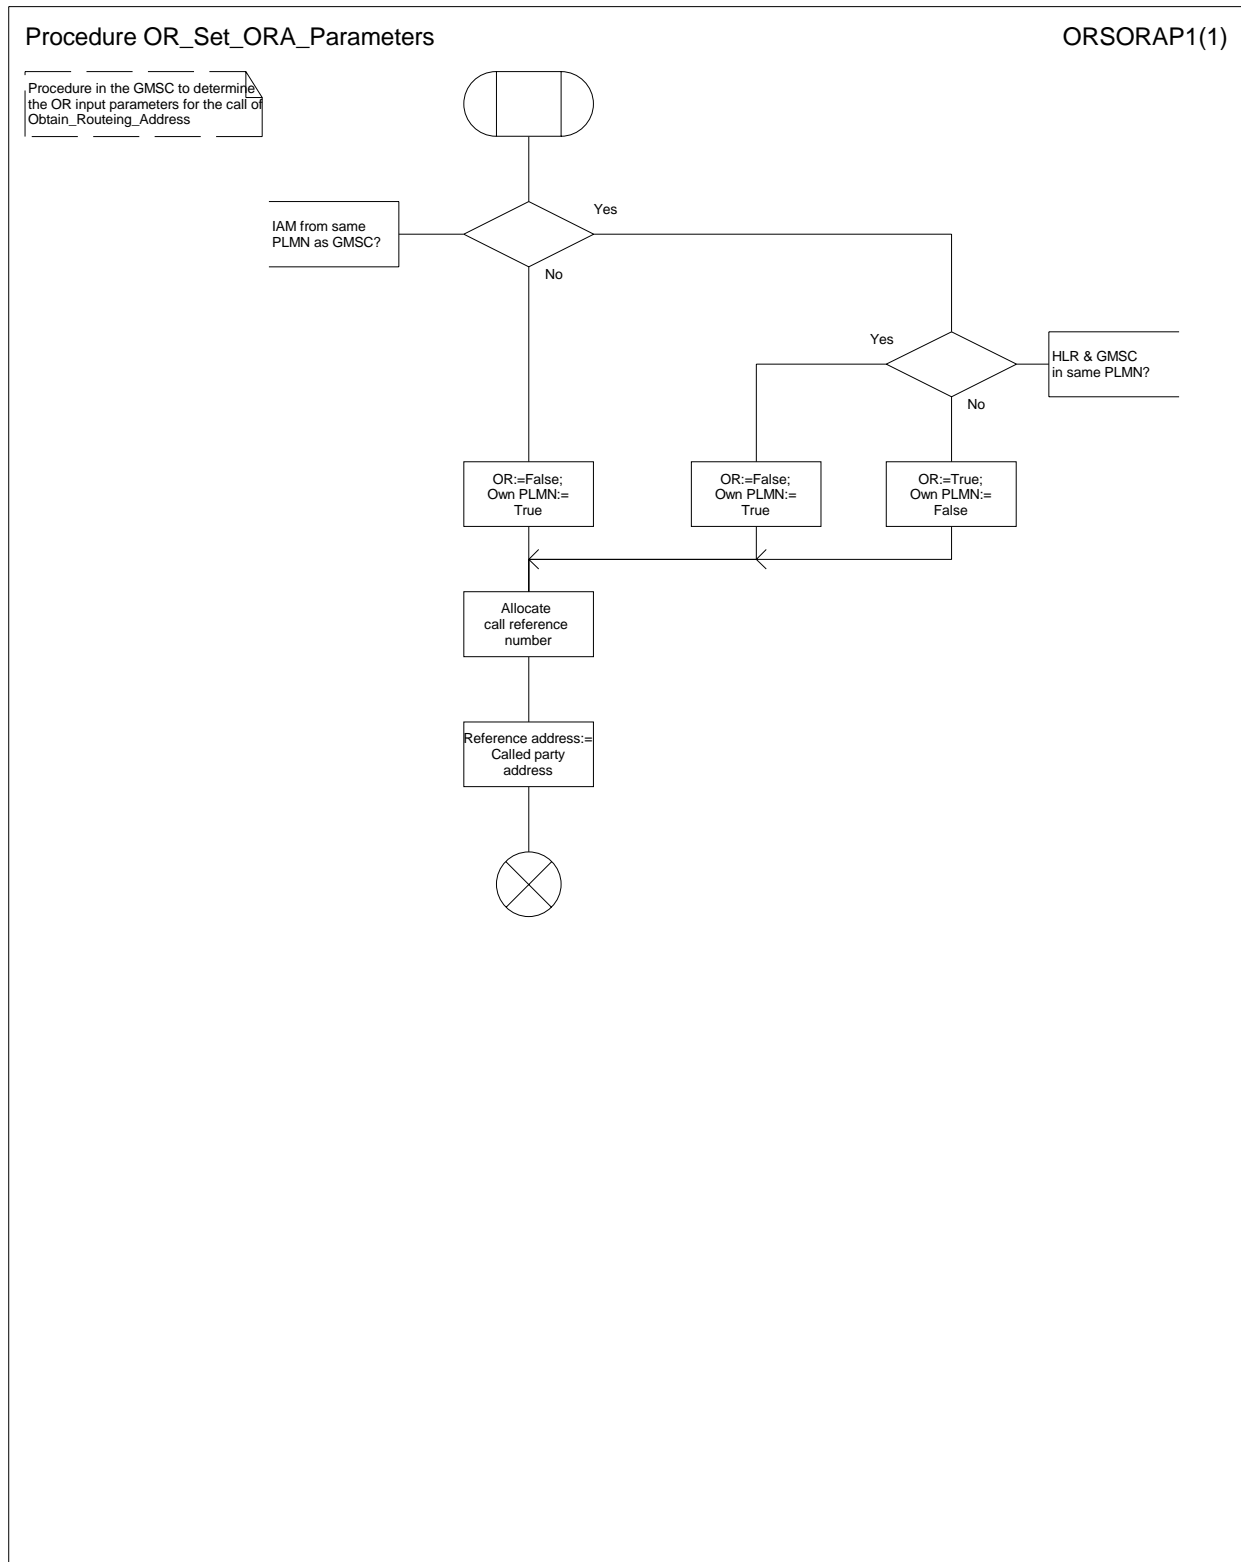 Procedure OR_Set_ORA_Parameters
ORSORAP1(1)
Procedure in the GMSC to determine
the OR input parameters for the call of
Obtain_Routeing_Address
Yes
IAM from same
PLMN as GMSC?
No
Yes
HLR & GMSC
in same PLMN?
No
OR:=False;
Own PLMN:=
True
OR:=False;
Own PLMN:=
True
OR:=True;
Own PLMN:=
False
Allocate
call reference
number
Reference address:=
Called party
address